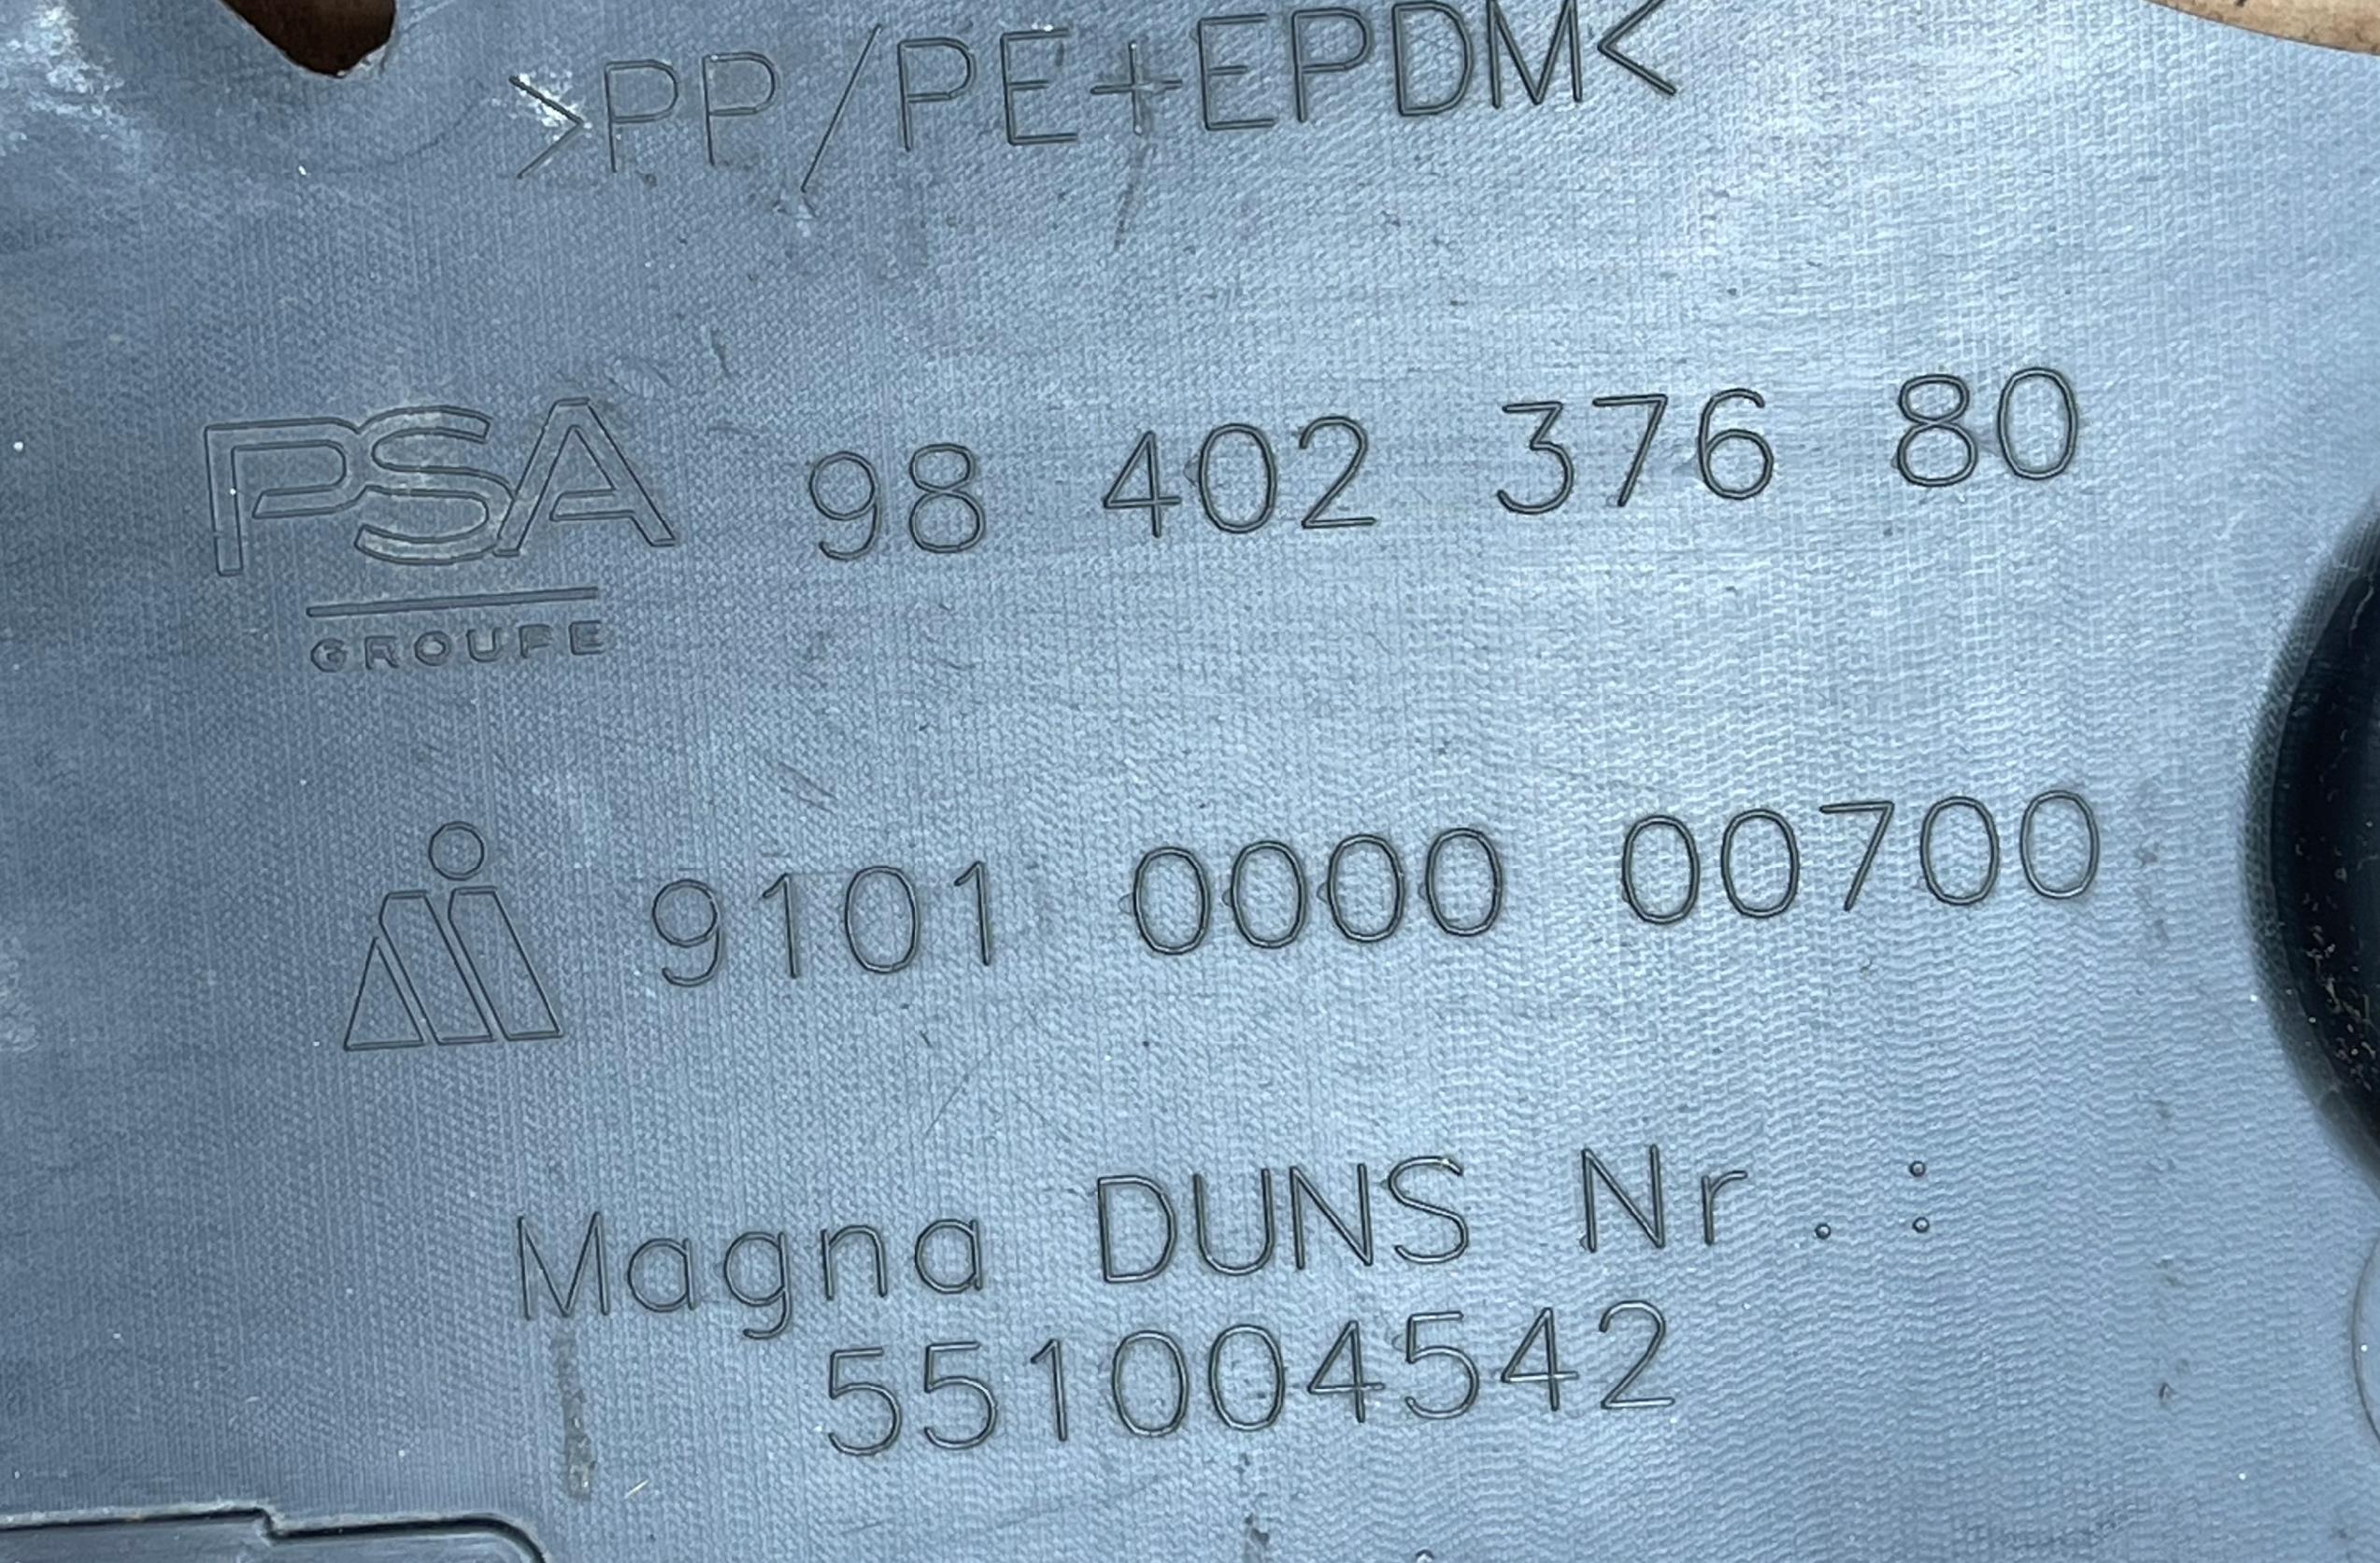 >PP/PE+EPDM<
PSA 98 402 376 80
GROUPE
9101 0000 00700
Magna DUNS Nr.:
551004542